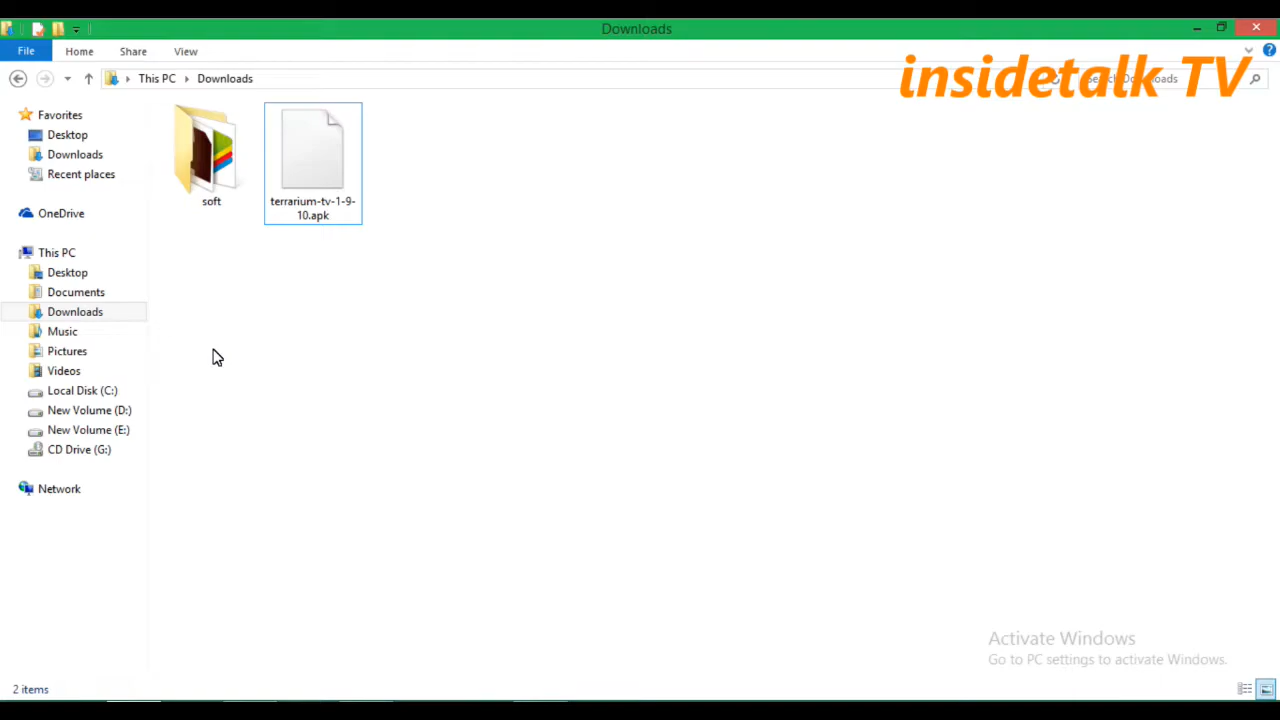 Downloads
File Home Share View
insidetalk TV
This PC Downloads
Search Downloads
Favorites
Desktop
Downloads
Recent places
OneDrive
This PC
Desktop
Documents
Downloads
Music
Pictures
Videos
Local Disk (C:)
New Volume (D:)
New Volume (E:)
CD Drive (G:)
Network
soft
terrarium-tv-1-9-
10.apk
Activate Windows
Go to PC settings to activate Windows.
2 items